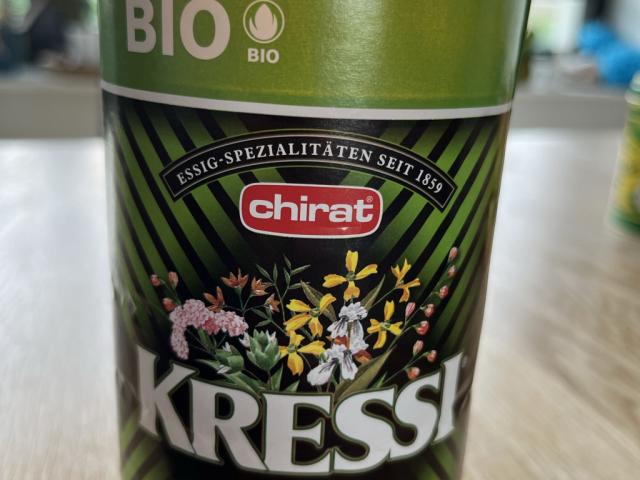 BIO
BIO
ESSIG-SPEZIALITÄTEN SEIT 1859
chirat®
KRESSI